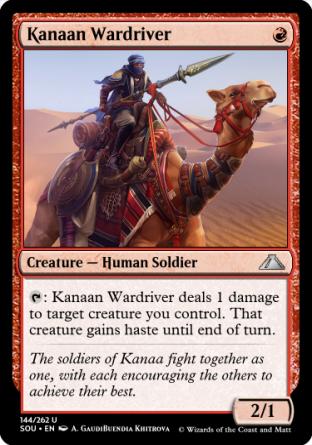 Kanaan Wardriver
Creature — Human Soldier
: Kanaan Wardriver deals 1 damage
to target creature you control. That
creature gains haste until end of turn.
The soldiers of Kanaa fight together as
one, with each encouraging the others to
achieve their best.
2/1
144/262 U
SOU • EN A. GaudiBuendia Khitrova
© Wizards of the Coast and Matt